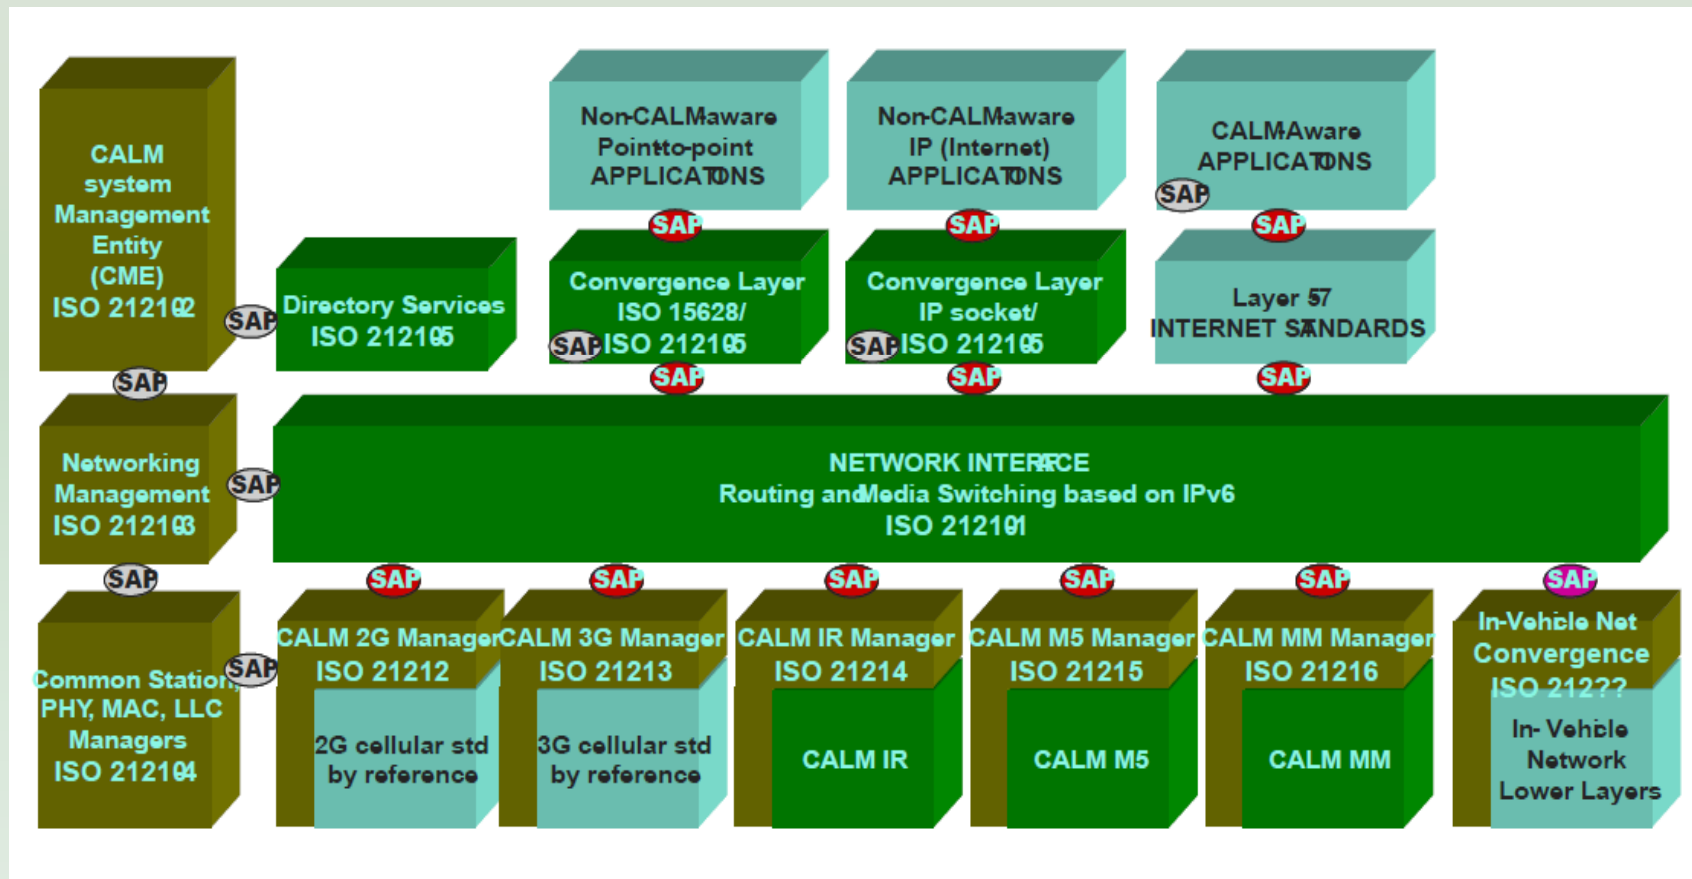 CALM
system
Management
Entity
(CME)
ISO 21210-2
SAP
Non-CALM-aware
Point-to-point
APPLICATIONS
SAP
Non-CALM-aware
IP (Internet)
APPLICATIONS
SAP
CALM-Aware
APPLICATIONS
SAP
SAP
Directory Services
ISO 21210-5
Convergence Layer
ISO 15628/
ISO 21210-5
SAP
SAP
Convergence Layer
IP socket/
ISO 21210-5
SAP
SAP
Layer 5-7
INTERNET STANDARDS
SAP
SAP
Networking
Management
ISO 21210-3
SAP
NETWORK INTERFACE
Routing and Media Switching based on IPv6
ISO 21210-1
SAP
SAP
SAP
SAP
SAP
SAP
SAP
Common Station,
PHY, MAC, LLC
Managers
ISO 21210-4
SAP
CALM 2G Manager
ISO 21212
2G cellular std
by reference
CALM 3G Manager
ISO 21213
3G cellular std
by reference
CALM IR Manager
ISO 21214
CALM IR
CALM M5 Manager
ISO 21215
CALM M5
CALM MM Manager
ISO 21216
CALM MM
In-Vehicle Net
Convergence
ISO 212??
In-Vehicle
Network
Lower Layers